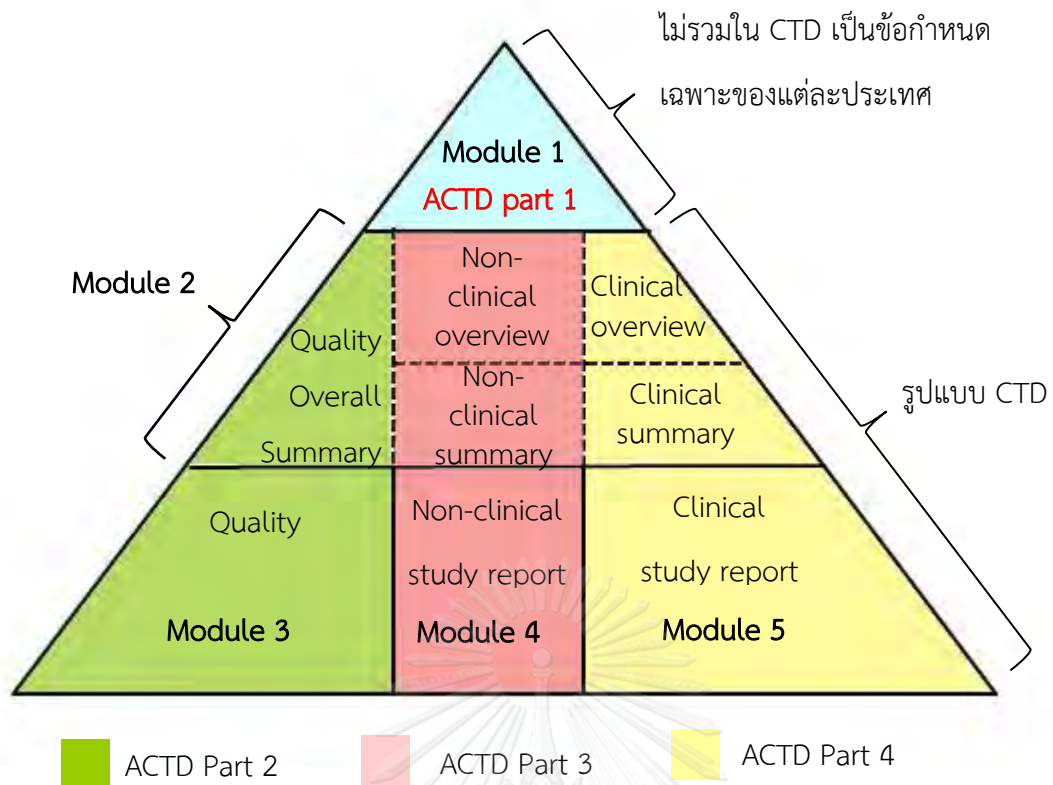 ไม่รวมใน CTD เป็นข้อกำหนด
เฉพาะของแต่ละประเทศ
Module 1
ACTD part 1
Module 2
Non-
clinical
overview
Clinical
overview
Quality
Overall
Summary
Non-
clinical
summary
Clinical
summary
รูปแบบ CTD
Quality
Non-clinical
study report
Clinical
study report
Module 3
Module 4
Module 5
ACTD Part 2
ACTD Part 3
ACTD Part 4